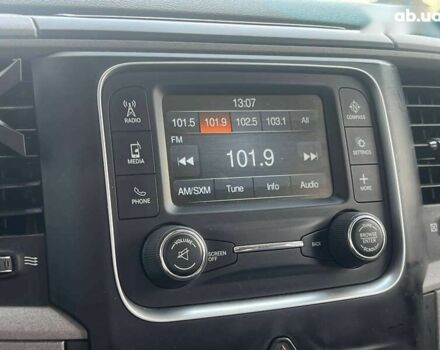 ab.ua
13:07
RADIO 101.5 101.9 102.5 103.1 All COMPASS
FM
MEDIA 101.9 SETTINGS
PHONE AM/SXM Tune Info Audio MORE
VOLUME SCREEN OFF BACK BROWSE ENTER